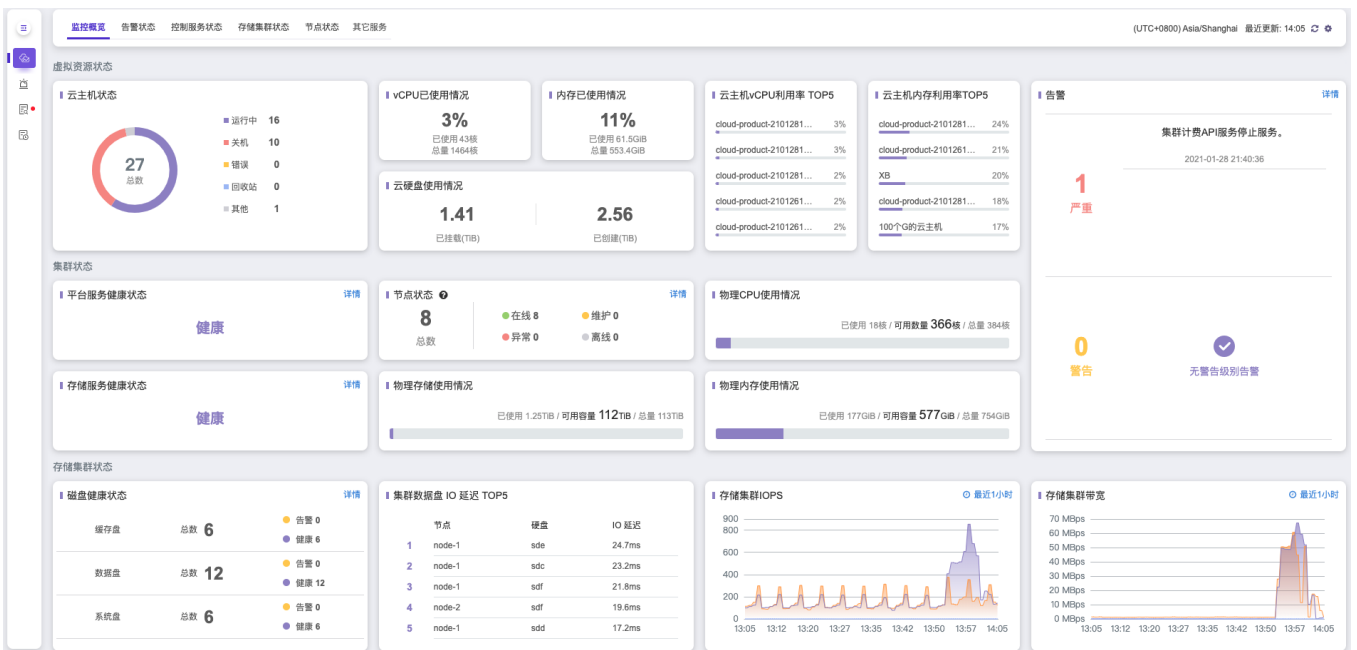 监控概览 告警状态 控制服务状态 存储集群状态 节点状态 其它服务
(UTC+0800) Asia/Shanghai 最近更新: 14:05
虚拟资源状态
云主机状态
27
总数
运行中 16
关机 10
错误 0
回收站 0
其他 1
vCPU已使用情况
3%
已使用 43核
总量 1464核
内存已使用情况
11%
已使用 61.5GiB
总量 553.4GiB
云硬盘使用情况
1.41 2.56
已挂载(TiB) 已创建(TiB)
云主机vCPU利用率 TOP5
cloud-product-2101281... 3%
cloud-product-2101281... 3%
cloud-product-2101281... 2%
cloud-product-2101261... 2%
cloud-product-2101261... 2%
云主机内存利用率TOP5
cloud-product-2101281... 24%
cloud-product-2101261... 21%
XB 20%
cloud-product-2101281... 18%
100个G的云主机 17%
告警 详情
1
严重
集群计费API服务停止服务。
2021-01-28 21:40:36
0
警告
无警告级别告警
集群状态
平台服务健康状态 详情
健康
节点状态 详情
8
总数
在线 8 维护 0
异常 0 离线 0
物理CPU使用情况
已使用 18核 / 可用数量 366核 / 总量 384核
存储服务健康状态 详情
健康
物理存储使用情况
已使用 1.25TiB / 可用容量 112TiB / 总量 113TiB
物理内存使用情况
已使用 177GiB / 可用容量 577GiB / 总量 754GiB
存储集群状态
磁盘健康状态 详情
缓存盘 总数 6
告警 0
健康 6
数据盘 总数 12
告警 0
健康 12
系统盘 总数 6
告警 0
健康 6
集群数据盘 IO 延迟 TOP5
节点 硬盘 IO 延迟
1 node-1 sde 24.7ms
2 node-1 sdc 23.2ms
3 node-1 sdf 21.8ms
4 node-2 sdf 19.6ms
5 node-1 sdd 17.2ms
存储集群IOPS 最近1小时
900
800
600
400
200
0
13:05 13:12 13:20 13:27 13:35 13:42 13:50 13:57 14:05
存储集群带宽 最近1小时
70 MBps
60 MBps
50 MBps
40 MBps
30 MBps
20 MBps
10 MBps
0 MBps
13:05 13:12 13:20 13:27 13:35 13:42 13:50 13:57 14:05